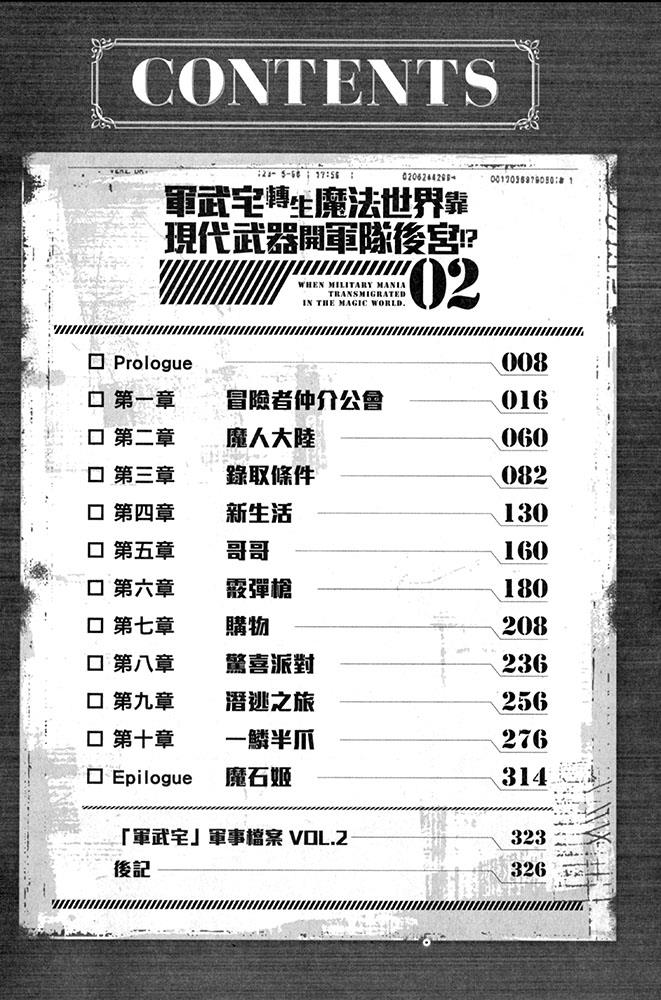 CONTENTS
:23- 5-96 | 17:56 :
軍武宅轉生魔法世界靠
現代武器開軍隊後宮!?
WHEN MILITARY MANIA
TRANSMIGRATED
IN THE MAGIC WORLD.
02
Prologue 008
第一章 冒險者仲介公會 016
第二章 魔人大陸 060
第三章 錄取條件 082
第四章 新生活 130
第五章 哥哥 160
第六章 霰彈槍 180
第七章 購物 208
第八章 驚喜派對 236
第九章 潛逃之旅 256
第十章 一鱗半爪 276
Epilogue 魔石姬 314
「軍武宅」軍事檔案 VOL.2 323
後記 326